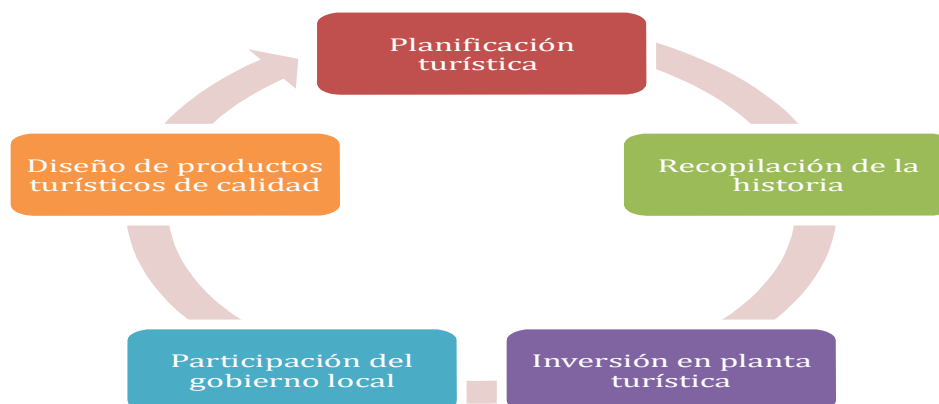 Planificación
turística
Recopilación de la
historia
Inversión en planta
turística
Participación del
gobierno local
Diseño de productos
turísticos de calidad